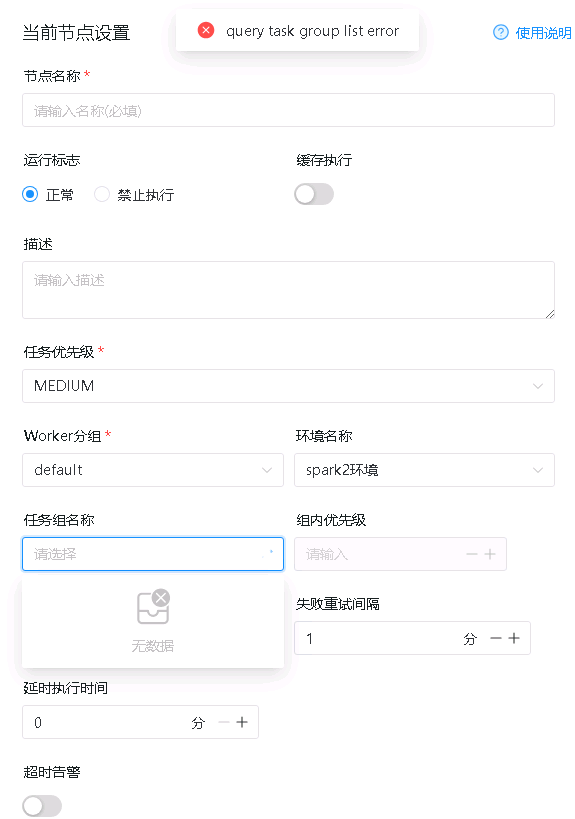 当前节点设置
query task group list error
使用说明
节点名称 *
请输入名称(必填)
运行标志
缓存执行
正常
禁止执行
描述
请输入描述
任务优先级 *
MEDIUM
Worker分组 *
环境名称
default
spark2环境
任务组名称
组内优先级
请选择
请输入
无数据
失败重试间隔
1 分
延时执行时间
0 分
超时告警